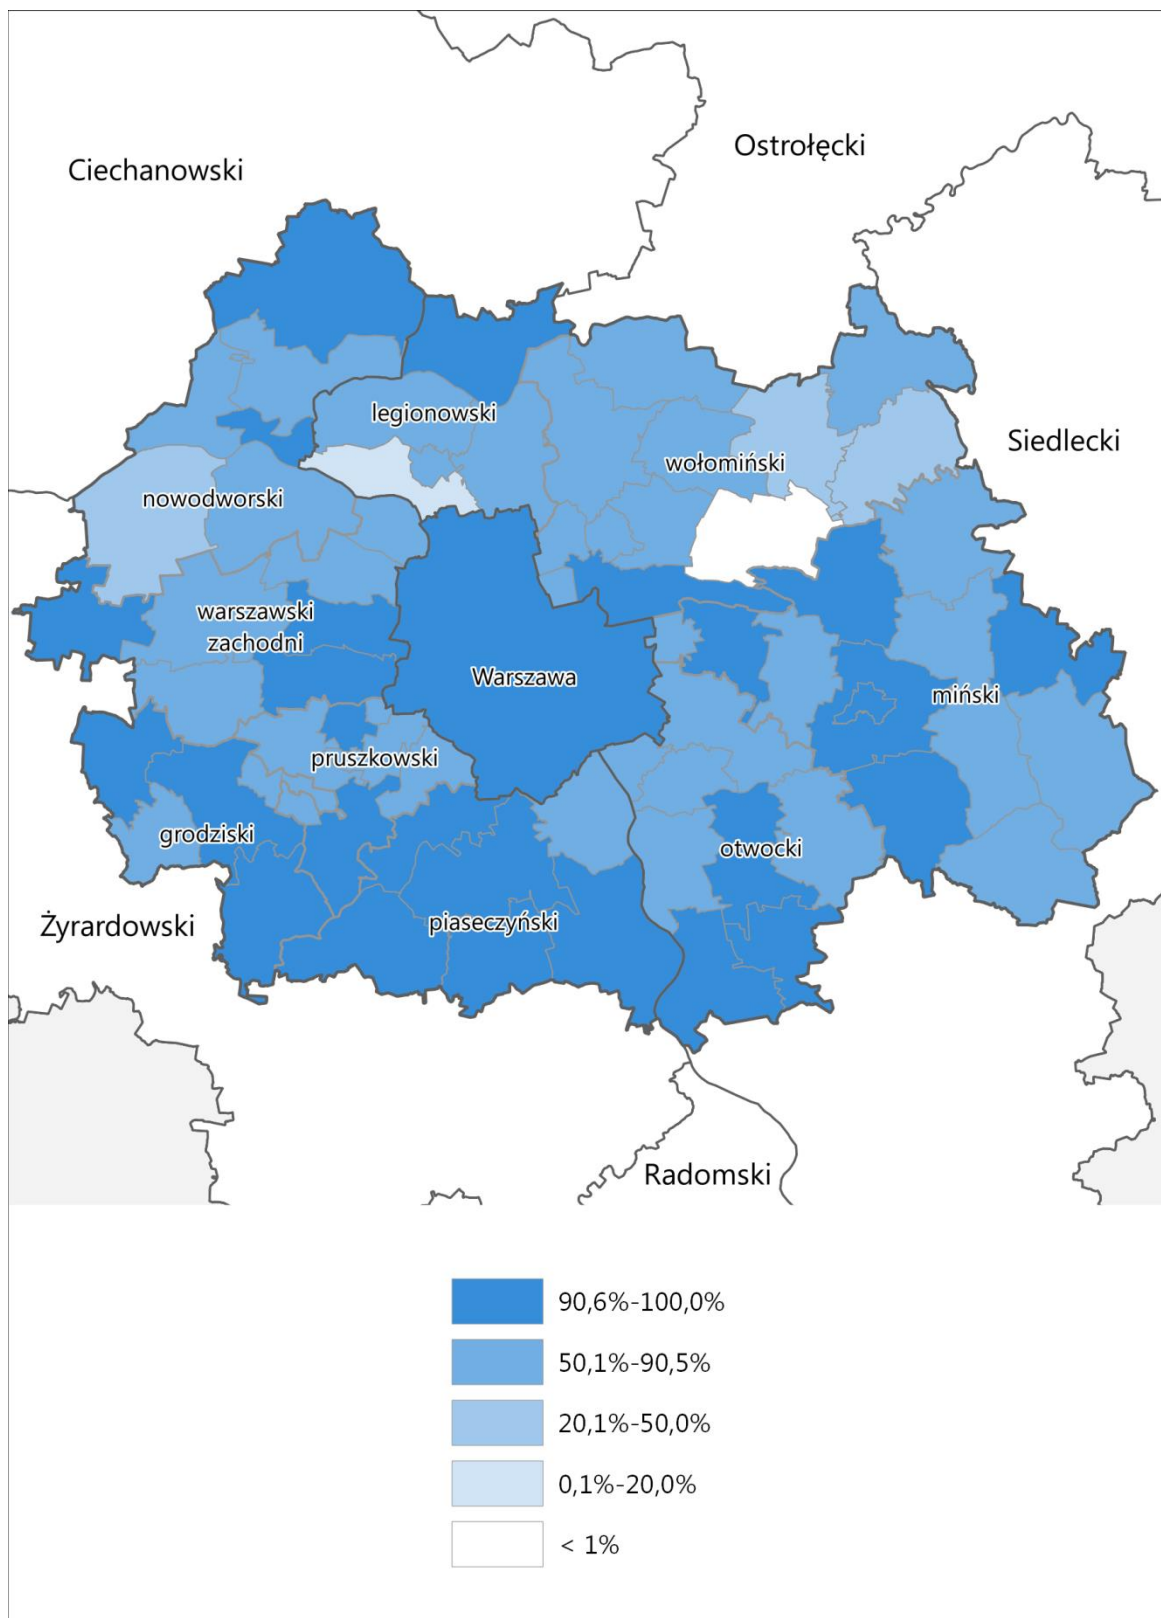 Ostrołęcki
Ciechanowski
legionowski
Siedlecki
wołomiński
nowodworski
warszawski
zachodni
Warszawa
miński
pruszkowski
grodziski
otwocki
Żyrardowski
piaseczyński
Radomski
90,6%-100,0%
50,1%-90,5%
20,1%-50,0%
0,1%-20,0%
< 1%